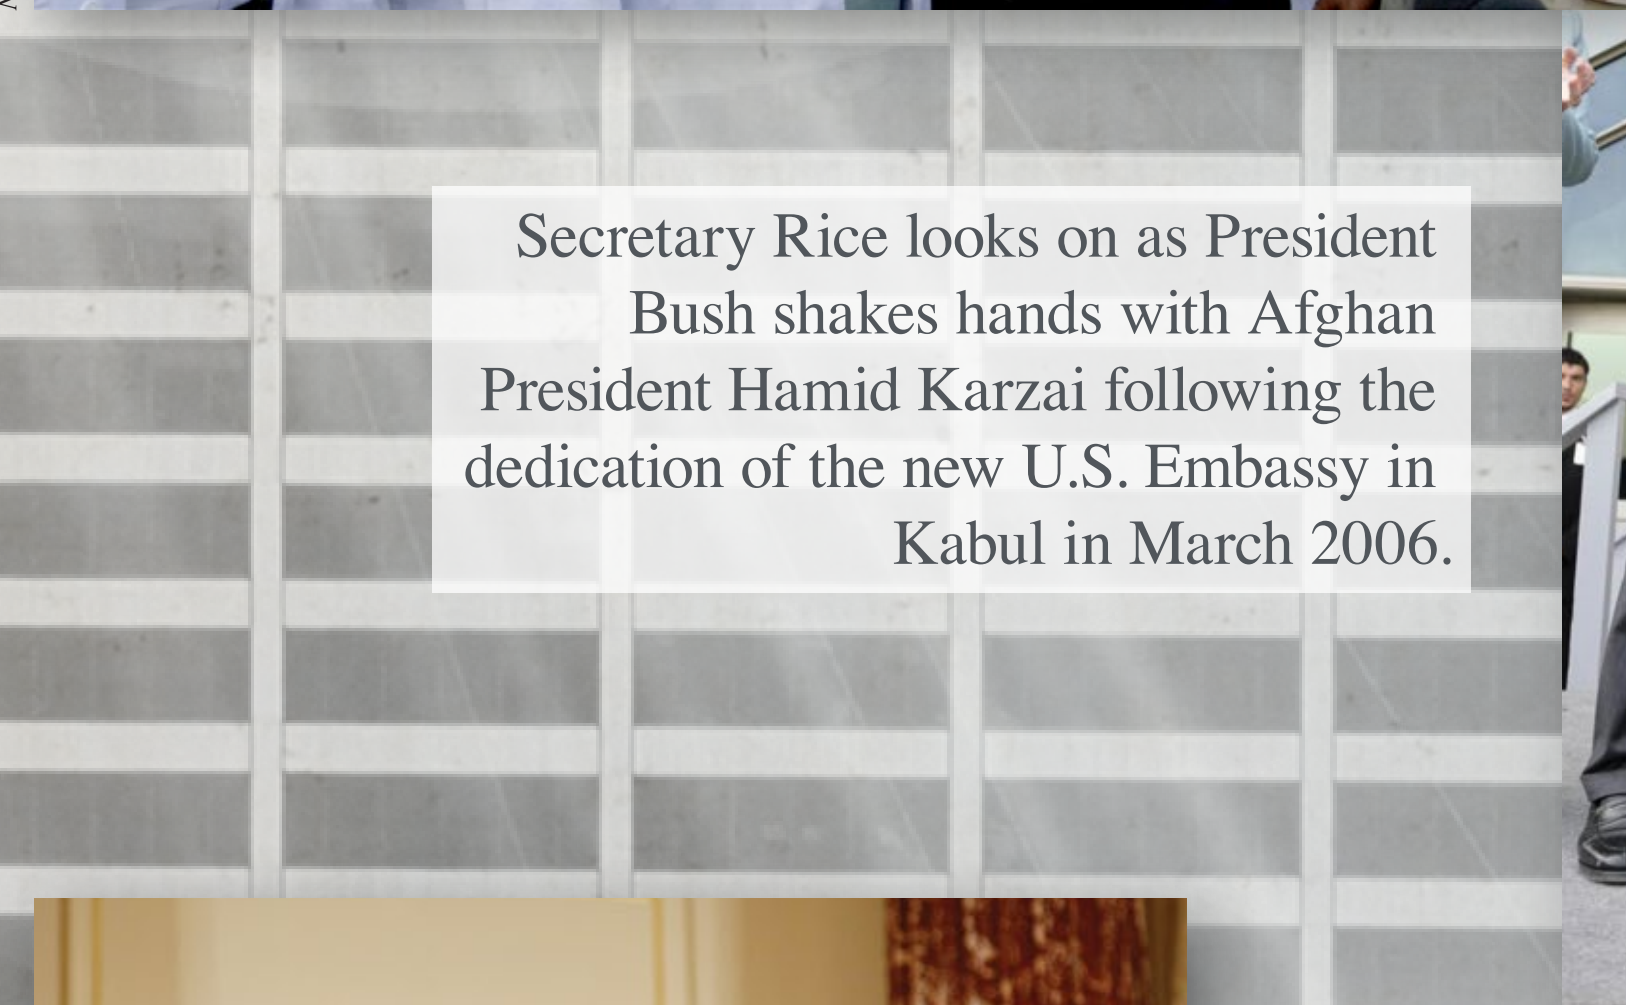 Secretary Rice looks on as President
Bush shakes hands with Afghan
President Hamid Karzai following the
dedication of the new U.S. Embassy in
Kabul in March 2006.